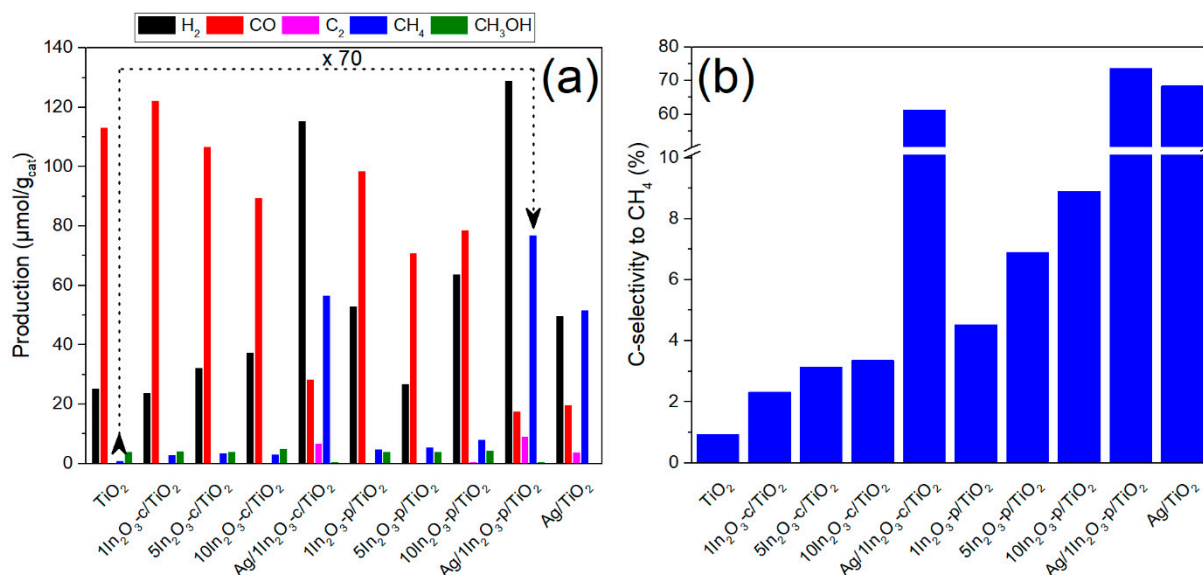 H₂ CO C₂ CH₄ CH₃OH
(a)
x 70
Production (µmol/g_cat)
140
120
100
80
60
40
20
0
TiO₂
1In₂O₃-c/TiO₂
5In₂O₃-c/TiO₂
10In₂O₃-c/TiO₂
Ag/1In₂O₃-c/TiO₂
1In₂O₃-p/TiO₂
5In₂O₃-p/TiO₂
10In₂O₃-p/TiO₂
Ag/1In₂O₃-p/TiO₂
Ag/TiO₂
(b)
C-selectivity to CH₄ (%)
80
70
60
10
8
6
4
2
0
TiO₂
1In₂O₃-c/TiO₂
5In₂O₃-c/TiO₂
10In₂O₃-c/TiO₂
Ag/1In₂O₃-c/TiO₂
1In₂O₃-p/TiO₂
5In₂O₃-p/TiO₂
10In₂O₃-p/TiO₂
Ag/1In₂O₃-p/TiO₂
Ag/TiO₂